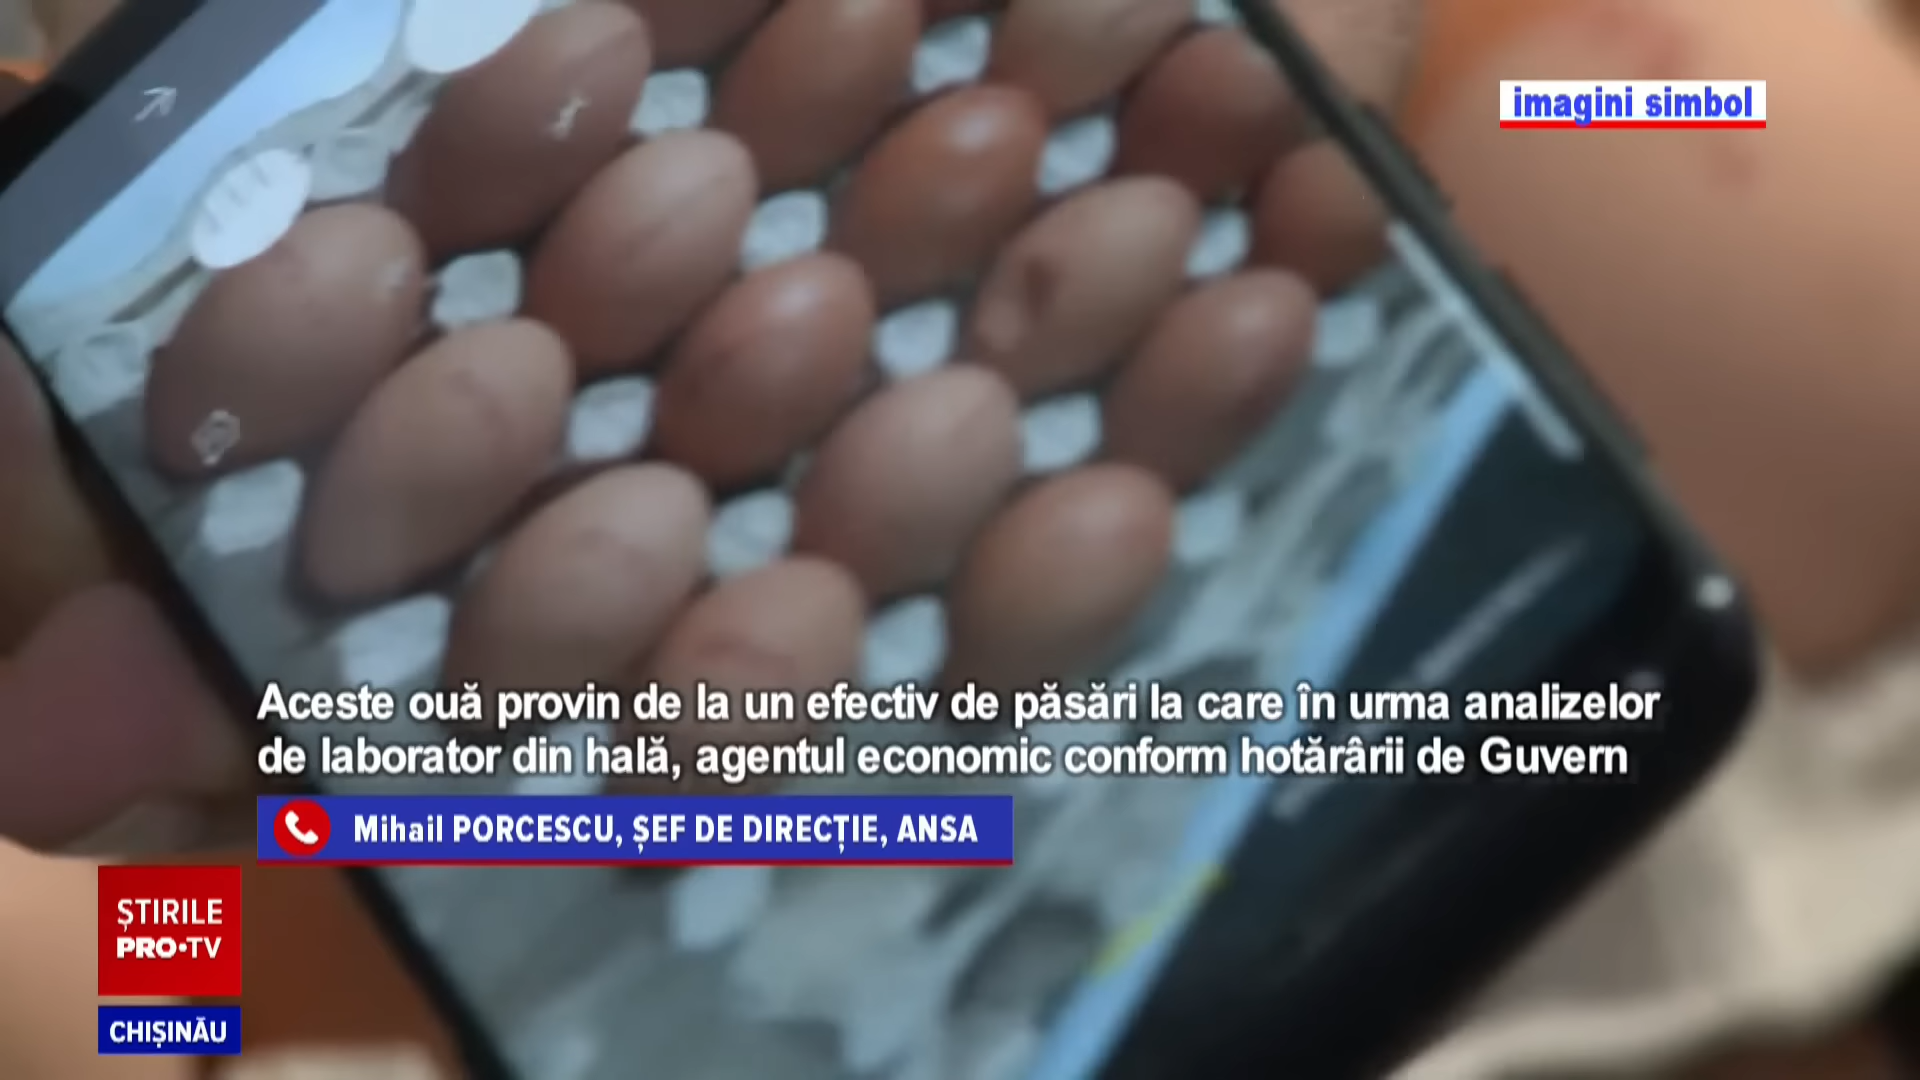 imagini simbol
Aceste ouă provin de la un efectiv de păsări la care în urma analizelor
de laborator din hală, agentul economic conform hotărârii de Guvern
Mihail PORCESCU, ȘEF DE DIRECȚIE, ANSA
ȘTIRILE
PRO•TV
CHIȘINĂU